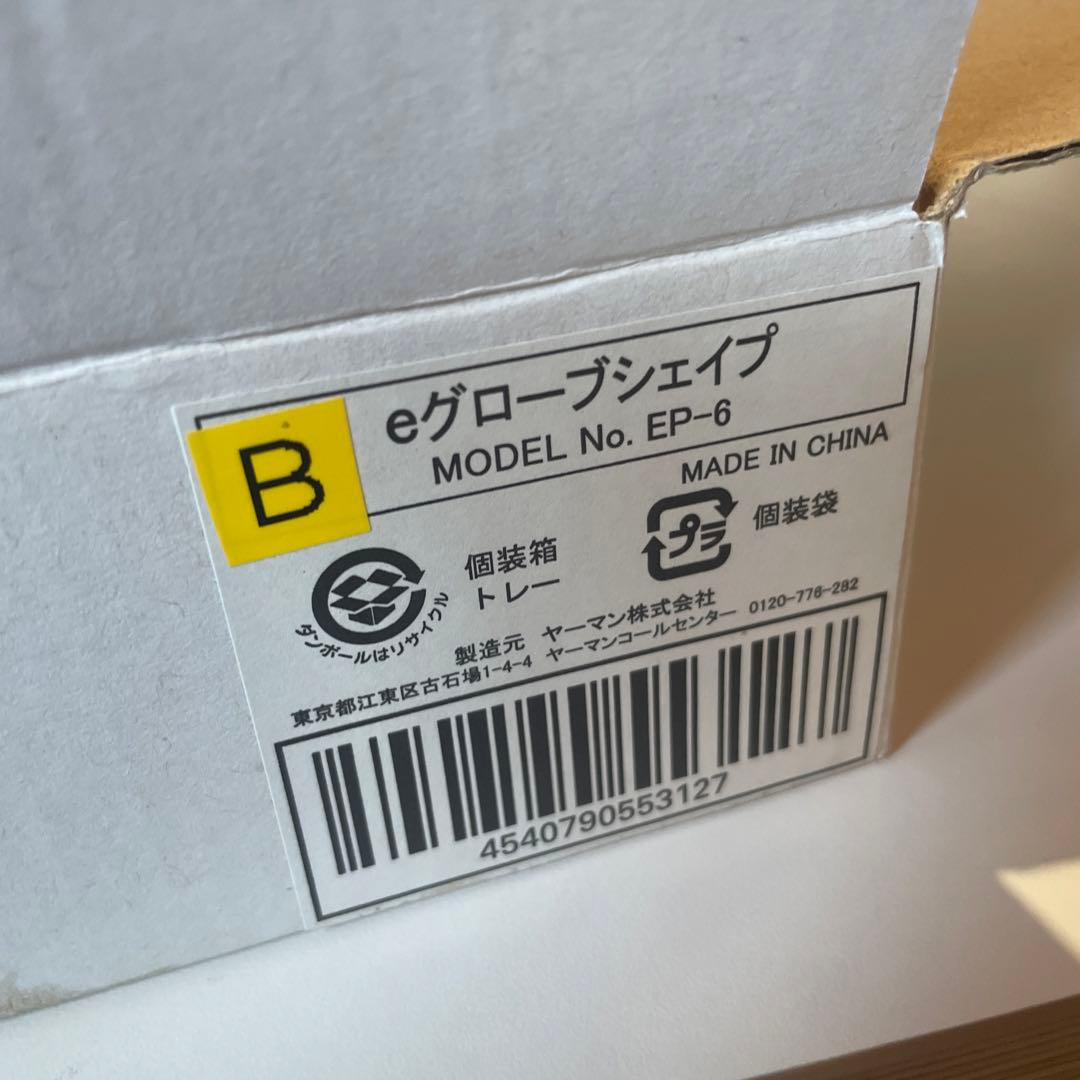 eグローブシェイプ
MODEL No. EP-6
B
MADE IN CHINA
プラ
個装袋
個装箱
トレー
ダンボールはリサイクル
製造元 ヤーマン株式会社
東京都江東区古石場1-4-4 ヤーマンコールセンター 0120-776-282
4540790553127